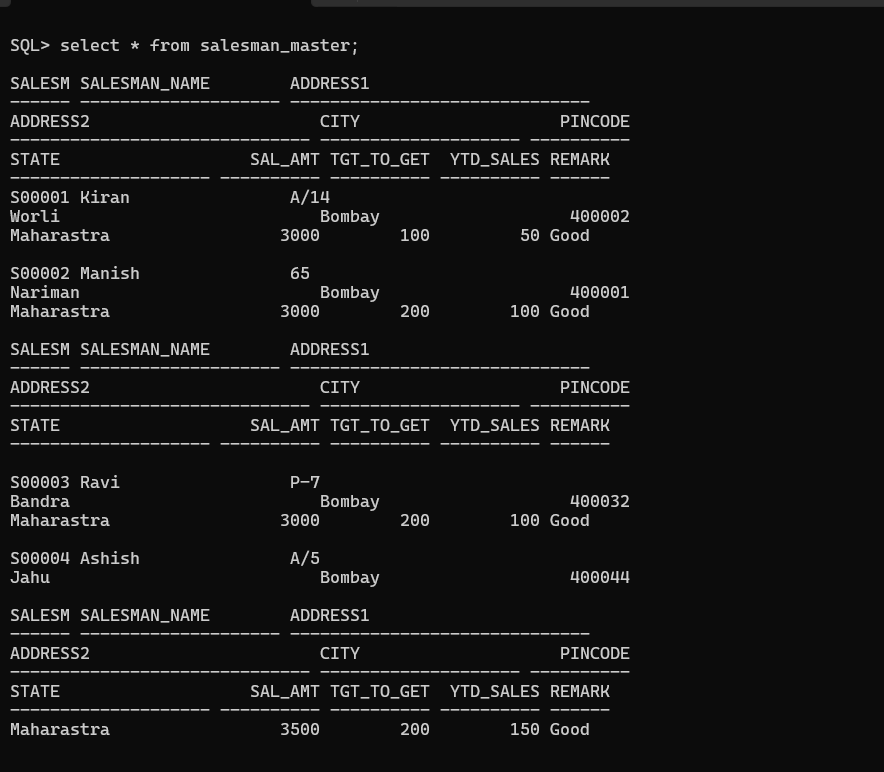 SQL> select * from salesman_master;

SALESM SALESMAN_NAME        ADDRESS1
------ -------------------- ------------------------------
ADDRESS2                       CITY                    PINCODE
------------------------------ -------------------- ----------
STATE                   SAL_AMT TGT_TO_GET  YTD_SALES REMARK
-------------------- ---------- ---------- ---------- ------
S00001 Kiran                A/14
Worli                          Bombay                   400002
Maharastra                 3000        100         50 Good

S00002 Manish               65
Nariman                        Bombay                   400001
Maharastra                 3000        200        100 Good

SALESM SALESMAN_NAME        ADDRESS1
------ -------------------- ------------------------------
ADDRESS2                       CITY                    PINCODE
------------------------------ -------------------- ----------
STATE                   SAL_AMT TGT_TO_GET  YTD_SALES REMARK
-------------------- ---------- ---------- ---------- ------

S00003 Ravi                 P-7
Bandra                         Bombay                   400032
Maharastra                 3000        200        100 Good

S00004 Ashish               A/5
Jahu                           Bombay                   400044

SALESM SALESMAN_NAME        ADDRESS1
------ -------------------- ------------------------------
ADDRESS2                       CITY                    PINCODE
------------------------------ -------------------- ----------
STATE                   SAL_AMT TGT_TO_GET  YTD_SALES REMARK
-------------------- ---------- ---------- ---------- ------
Maharastra                 3500        200        150 Good